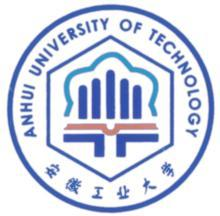 ANHUI UNIVERSITY OF TECHNOLOGY
安徽工业大学